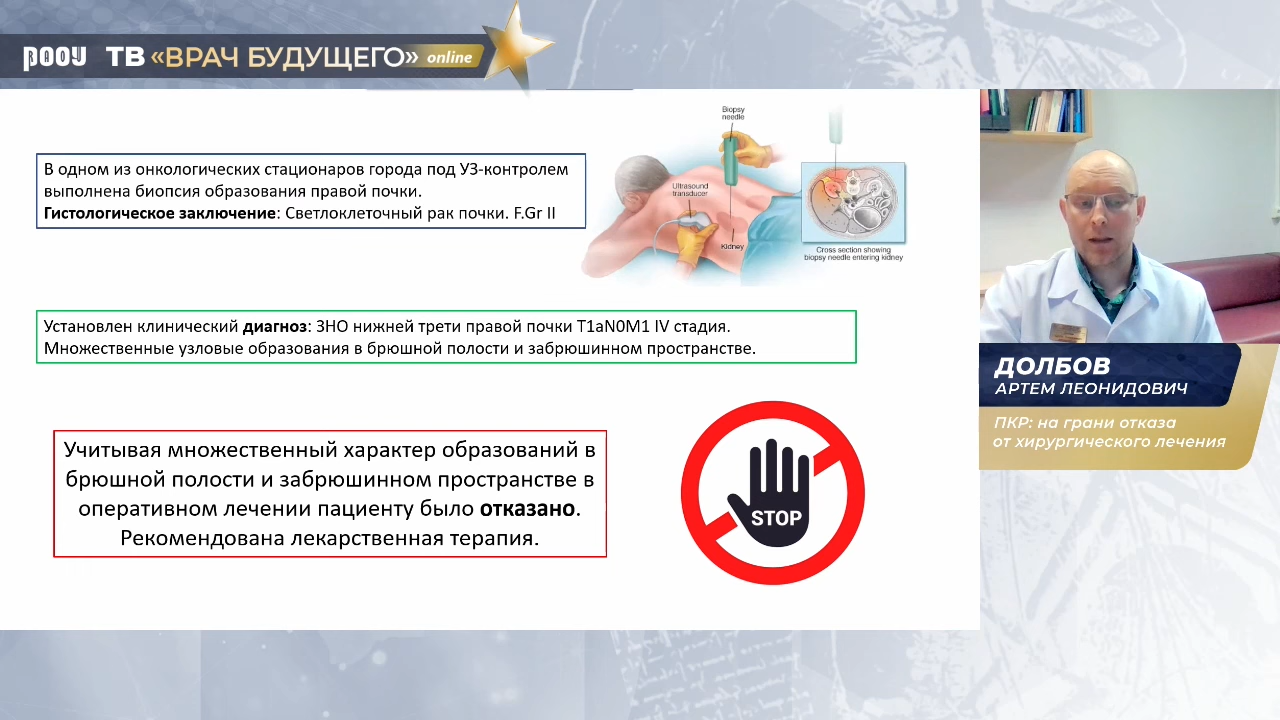 РООУ ТВ «ВРАЧ БУДУЩЕГО» online
В одном из онкологических стационаров города под УЗ-контролем
выполнена биопсия образования правой почки.
Гистологическое заключение: Светлоклеточный рак почки. F.Gr II
Biopsy
needle
Ultrasound
transducer
Kidney
Cross section showing
biopsy needle entering kidney
Установлен клинический диагноз: ЗНО нижней трети правой почки T1aN0M1 IV стадия.
Множественные узловые образования в брюшной полости и забрюшинном пространстве.
Учитывая множественный характер образований в
брюшной полости и забрюшинном пространстве в
оперативном лечении пациенту было отказано.
Рекомендована лекарственная терапия.
STOP
ДОЛБОВ
АРТЕМ ЛЕОНИДОВИЧ
ПКР: на грани отказа
от хирургического лечения